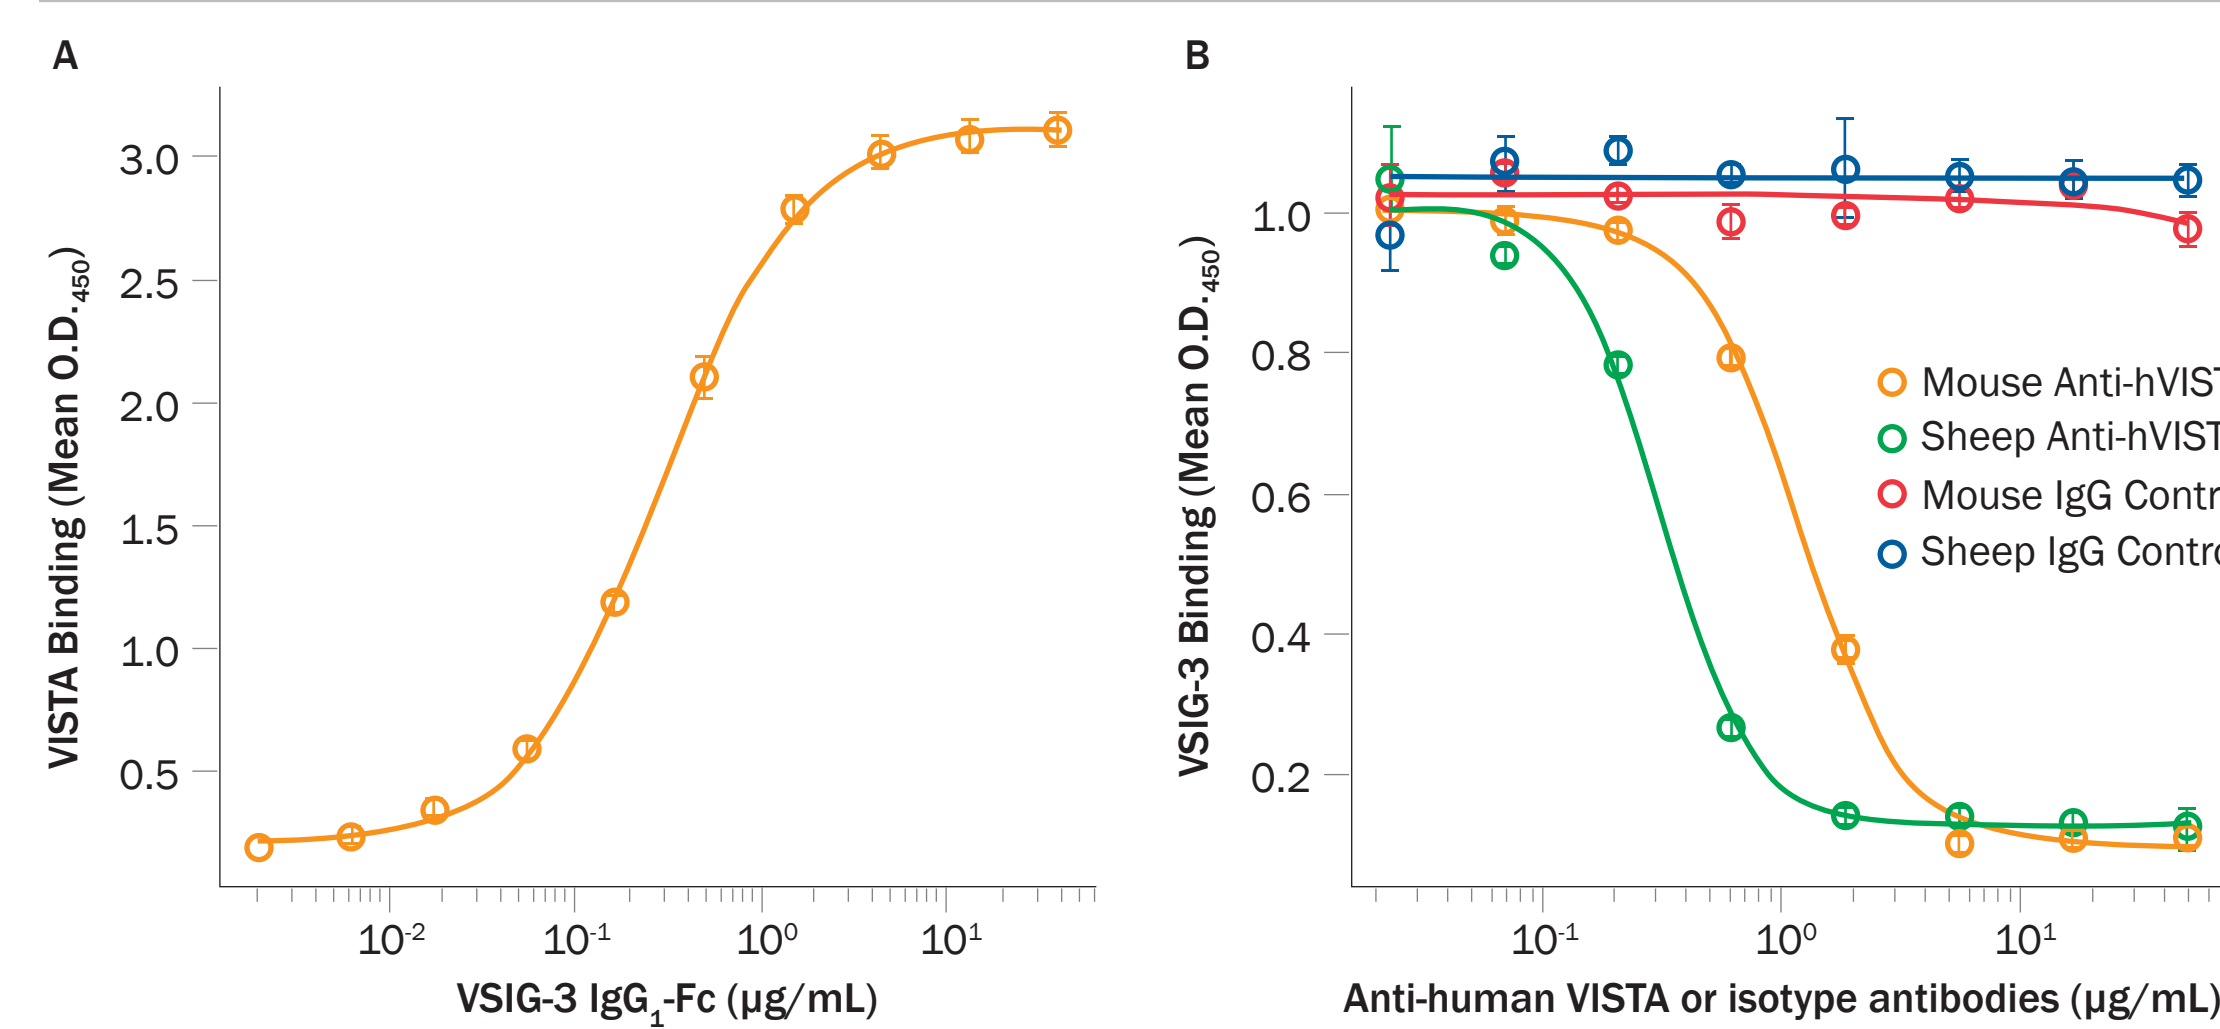 A
VISTA Binding (Mean O.D.450)
3.0
2.5
2.0
1.5
1.0
0.5
10-2
10-1
100
101
VSIG-3 IgG1-Fc (µg/mL)
B
VSIG-3 Binding (Mean O.D.450)
1.0
0.8
0.6
0.4
0.2
Mouse Anti-hVIST
Sheep Anti-hVIST
Mouse IgG Contr
Sheep IgG Contro
10-1
100
101
Anti-human VISTA or isotype antibodies (µg/mL)